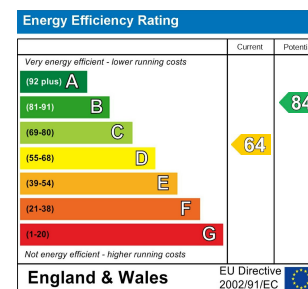 Energy Efficiency Rating
Current Potenti
Very energy efficient - lower running costs
(92 plus) A
(81-91) B
84
(69-80) C
64
(55-68) D
(39-54) E
(21-38) F
(1-20) G
Not energy efficient - higher running costs
England & Wales
EU Directive
2002/91/EC